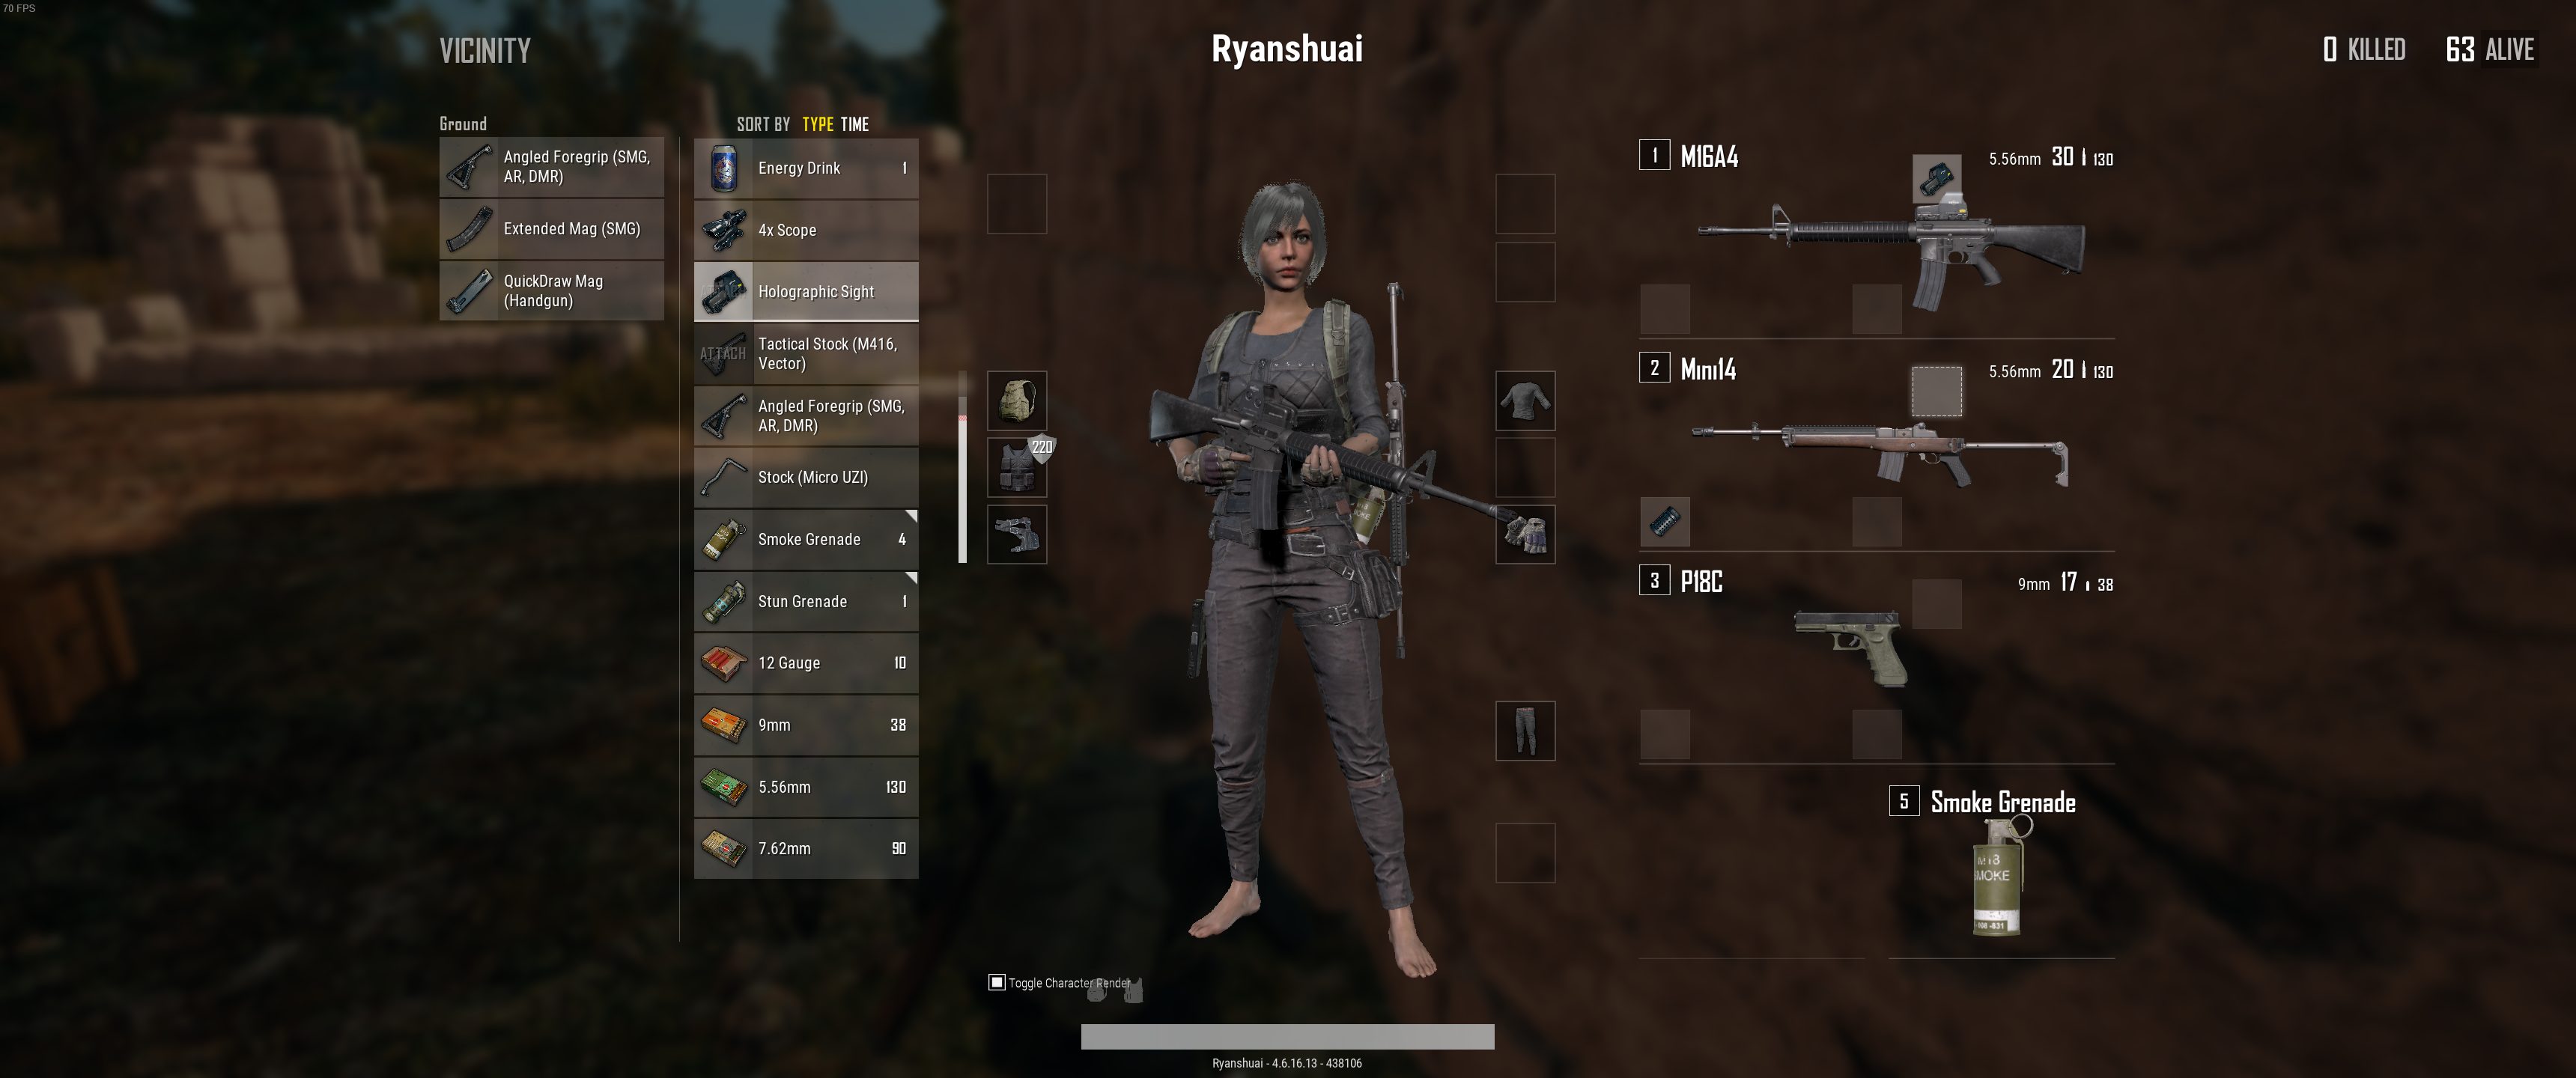 70 FPS
VICINITY
Ryanshuai
0 KILLED 63 ALIVE
Ground
Angled Foregrip (SMG,
AR, DMR)
Extended Mag (SMG)
QuickDraw Mag
(Handgun)
SORT BY TYPE TIME
Energy Drink 1
4x Scope
Holographic Sight
ATTACH
Tactical Stock (M416,
Vector)
Angled Foregrip (SMG,
AR, DMR)
Stock (Micro UZI)
Smoke Grenade 4
Stun Grenade 1
12 Gauge 10
9mm 38
5.56mm 130
7.62mm 90
220
1 M16A4 5.56mm 30 130
2 Mini14 5.56mm 20 130
3 P18C 9mm 17 38
5 Smoke Grenade
M18
SMOKE
Toggle Character Render
Ryanshuai - 4.6.16.13 - 438106